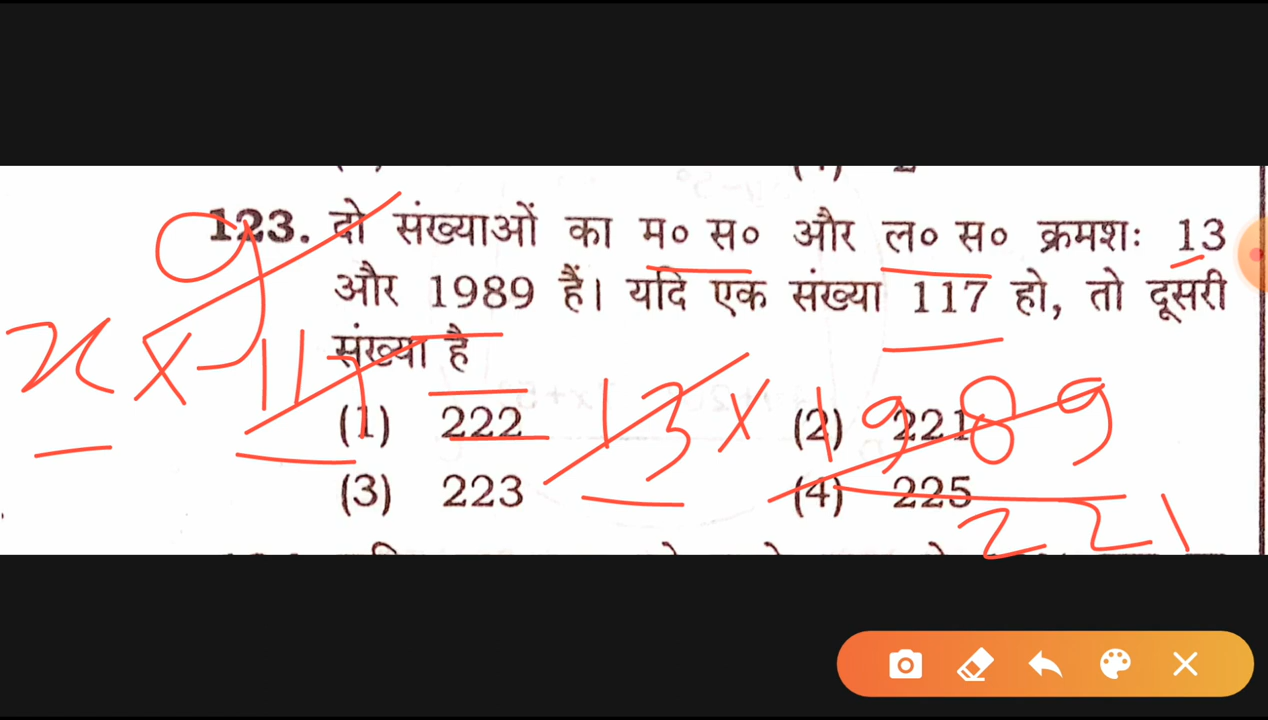 123. दो संख्याओं का म० स० और ल० स० क्रमशः 13
और 1989 हैं। यदि एक संख्या 117 हो, तो दूसरी
संख्या है
(1) 222 (2) 221
(3) 223 (4) 225
9
x × 117 13 × 1989
221